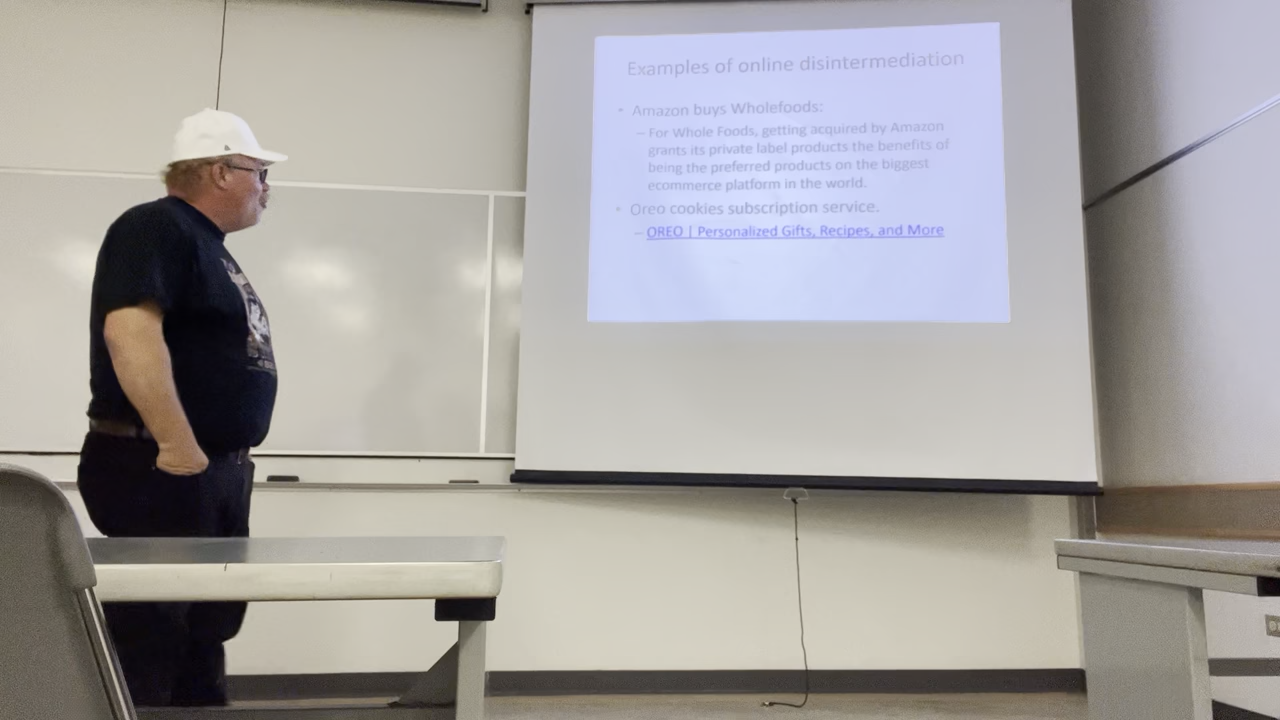 Examples of online disintermediation
• Amazon buys Wholefoods:
– For Whole Foods, getting acquired by Amazon
grants its private label products the benefits of
being the preferred products on the biggest
ecommerce platform in the world.
• Oreo cookies subscription service.
– OREO | Personalized Gifts, Recipes, and More